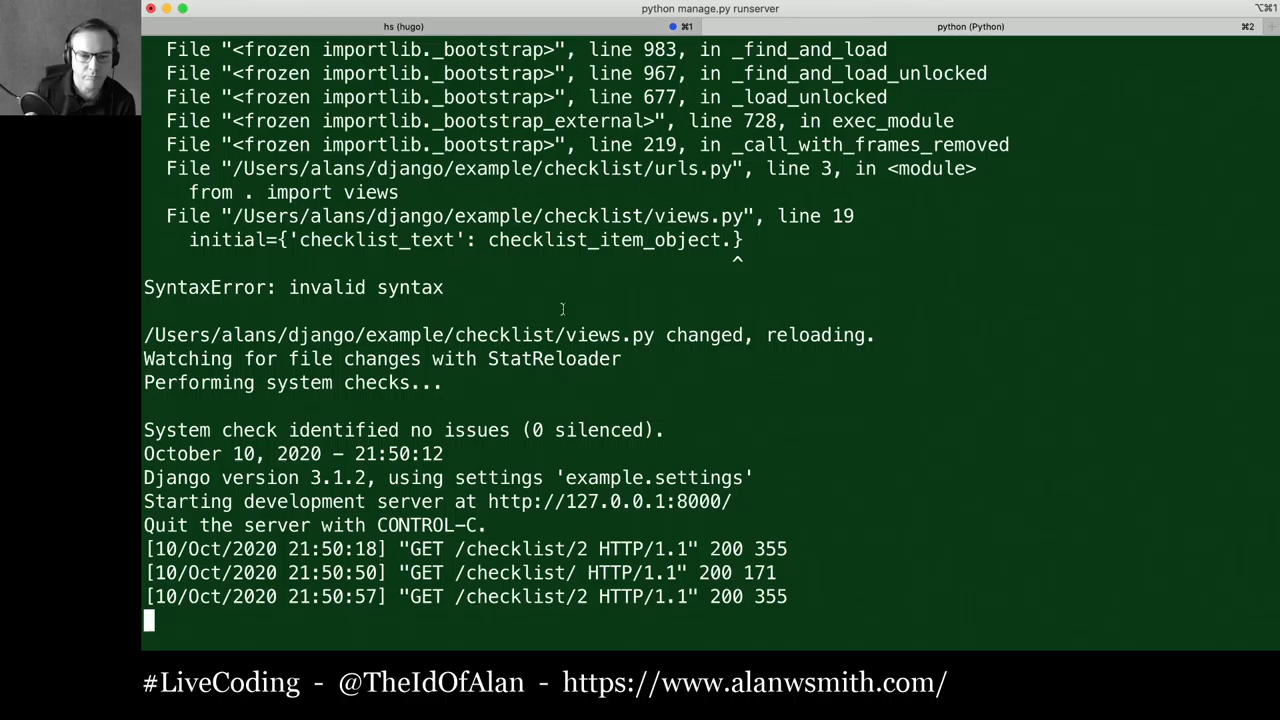 python manage.py runserver
⌥⌘1
hs (hugo)
⌘1
python (Python)
⌘2
File "<frozen importlib._bootstrap>", line 983, in _find_and_load
File "<frozen importlib._bootstrap>", line 967, in _find_and_load_unlocked
File "<frozen importlib._bootstrap>", line 677, in _load_unlocked
File "<frozen importlib._bootstrap_external>", line 728, in exec_module
File "<frozen importlib._bootstrap>", line 219, in _call_with_frames_removed
File "/Users/alans/django/example/checklist/urls.py", line 3, in <module>
from . import views
File "/Users/alans/django/example/checklist/views.py", line 19
initial={'checklist_text': checklist_item_object.}
^
SyntaxError: invalid syntax
/Users/alans/django/example/checklist/views.py changed, reloading.
Watching for file changes with StatReloader
Performing system checks...
System check identified no issues (0 silenced).
October 10, 2020 - 21:50:12
Django version 3.1.2, using settings 'example.settings'
Starting development server at http://127.0.0.1:8000/
Quit the server with CONTROL-C.
[10/Oct/2020 21:50:18] "GET /checklist/2 HTTP/1.1" 200 355
[10/Oct/2020 21:50:50] "GET /checklist/ HTTP/1.1" 200 171
[10/Oct/2020 21:50:57] "GET /checklist/2 HTTP/1.1" 200 355
#LiveCoding - @TheIdOfAlan - https://www.alanwsmith.com/